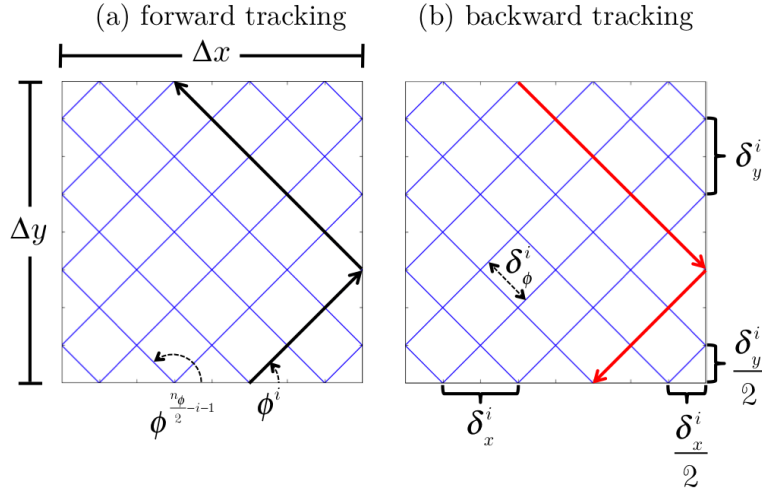 (a) forward tracking
(b) backward tracking
Δx
Δy
δ_y^i
δ_ϕ^i
δ_y^i/2
ϕ^{n_ϕ/2−i−1}
ϕ^i
δ_x^i
δ_x^i/2